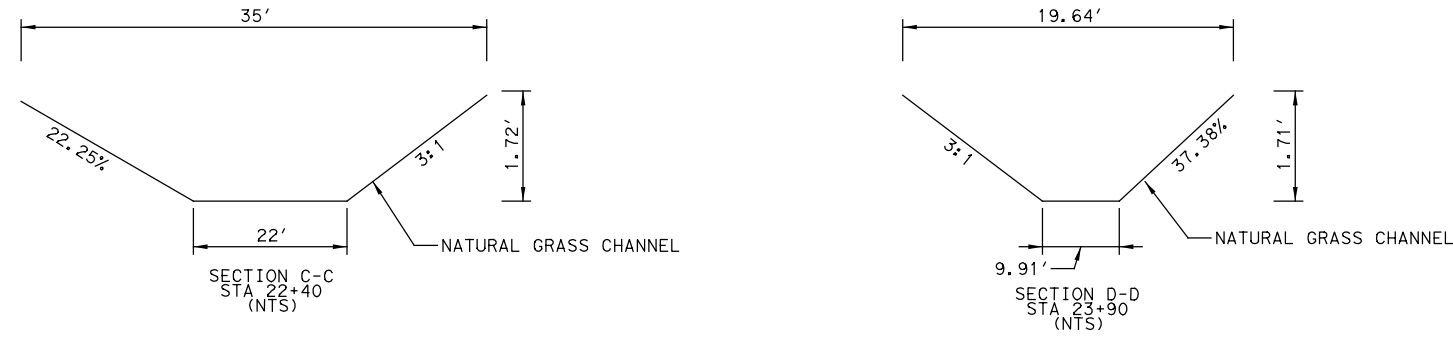 35'
22.25%
3:1
1.72'
22'
NATURAL GRASS CHANNEL
SECTION C-C
STA 22+40
(NTS)
19.64'
3:1
37.38%
1.71'
9.91'
NATURAL GRASS CHANNEL
SECTION D-D
STA 23+90
(NTS)